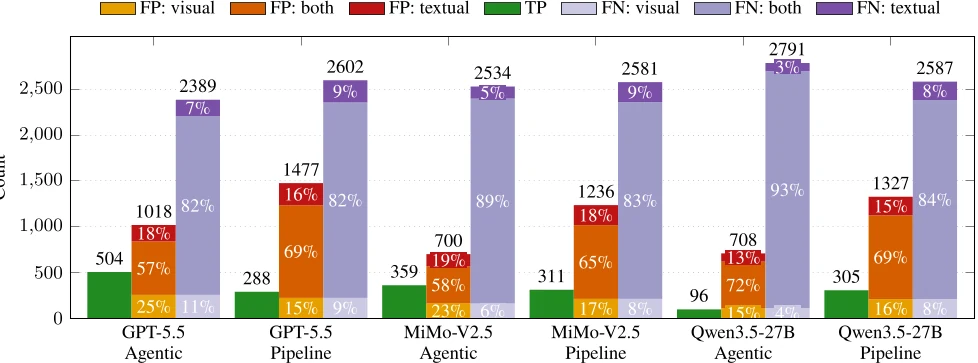 FP: visual FP: both FP: textual TP FN: visual FN: both FN: textual
2791
2389 2602 2534 2581 2587
2,500 7% 9% 5% 9% 3% 8%
2,000
1,500 1477 1236 1327
1018 82% 16% 82% 89% 18% 83% 93% 15% 84%
1,000 18% 700 708
504 57% 69% 359 19% 65% 13% 69%
500 288 58% 311 96 72% 305
25% 11% 15% 9% 23% 6% 17% 8% 15% 4% 16% 8%
0
Count
GPT-5.5 GPT-5.5 MiMo-V2.5 MiMo-V2.5 Qwen3.5-27B Qwen3.5-27B
Agentic Pipeline Agentic Pipeline Agentic Pipeline